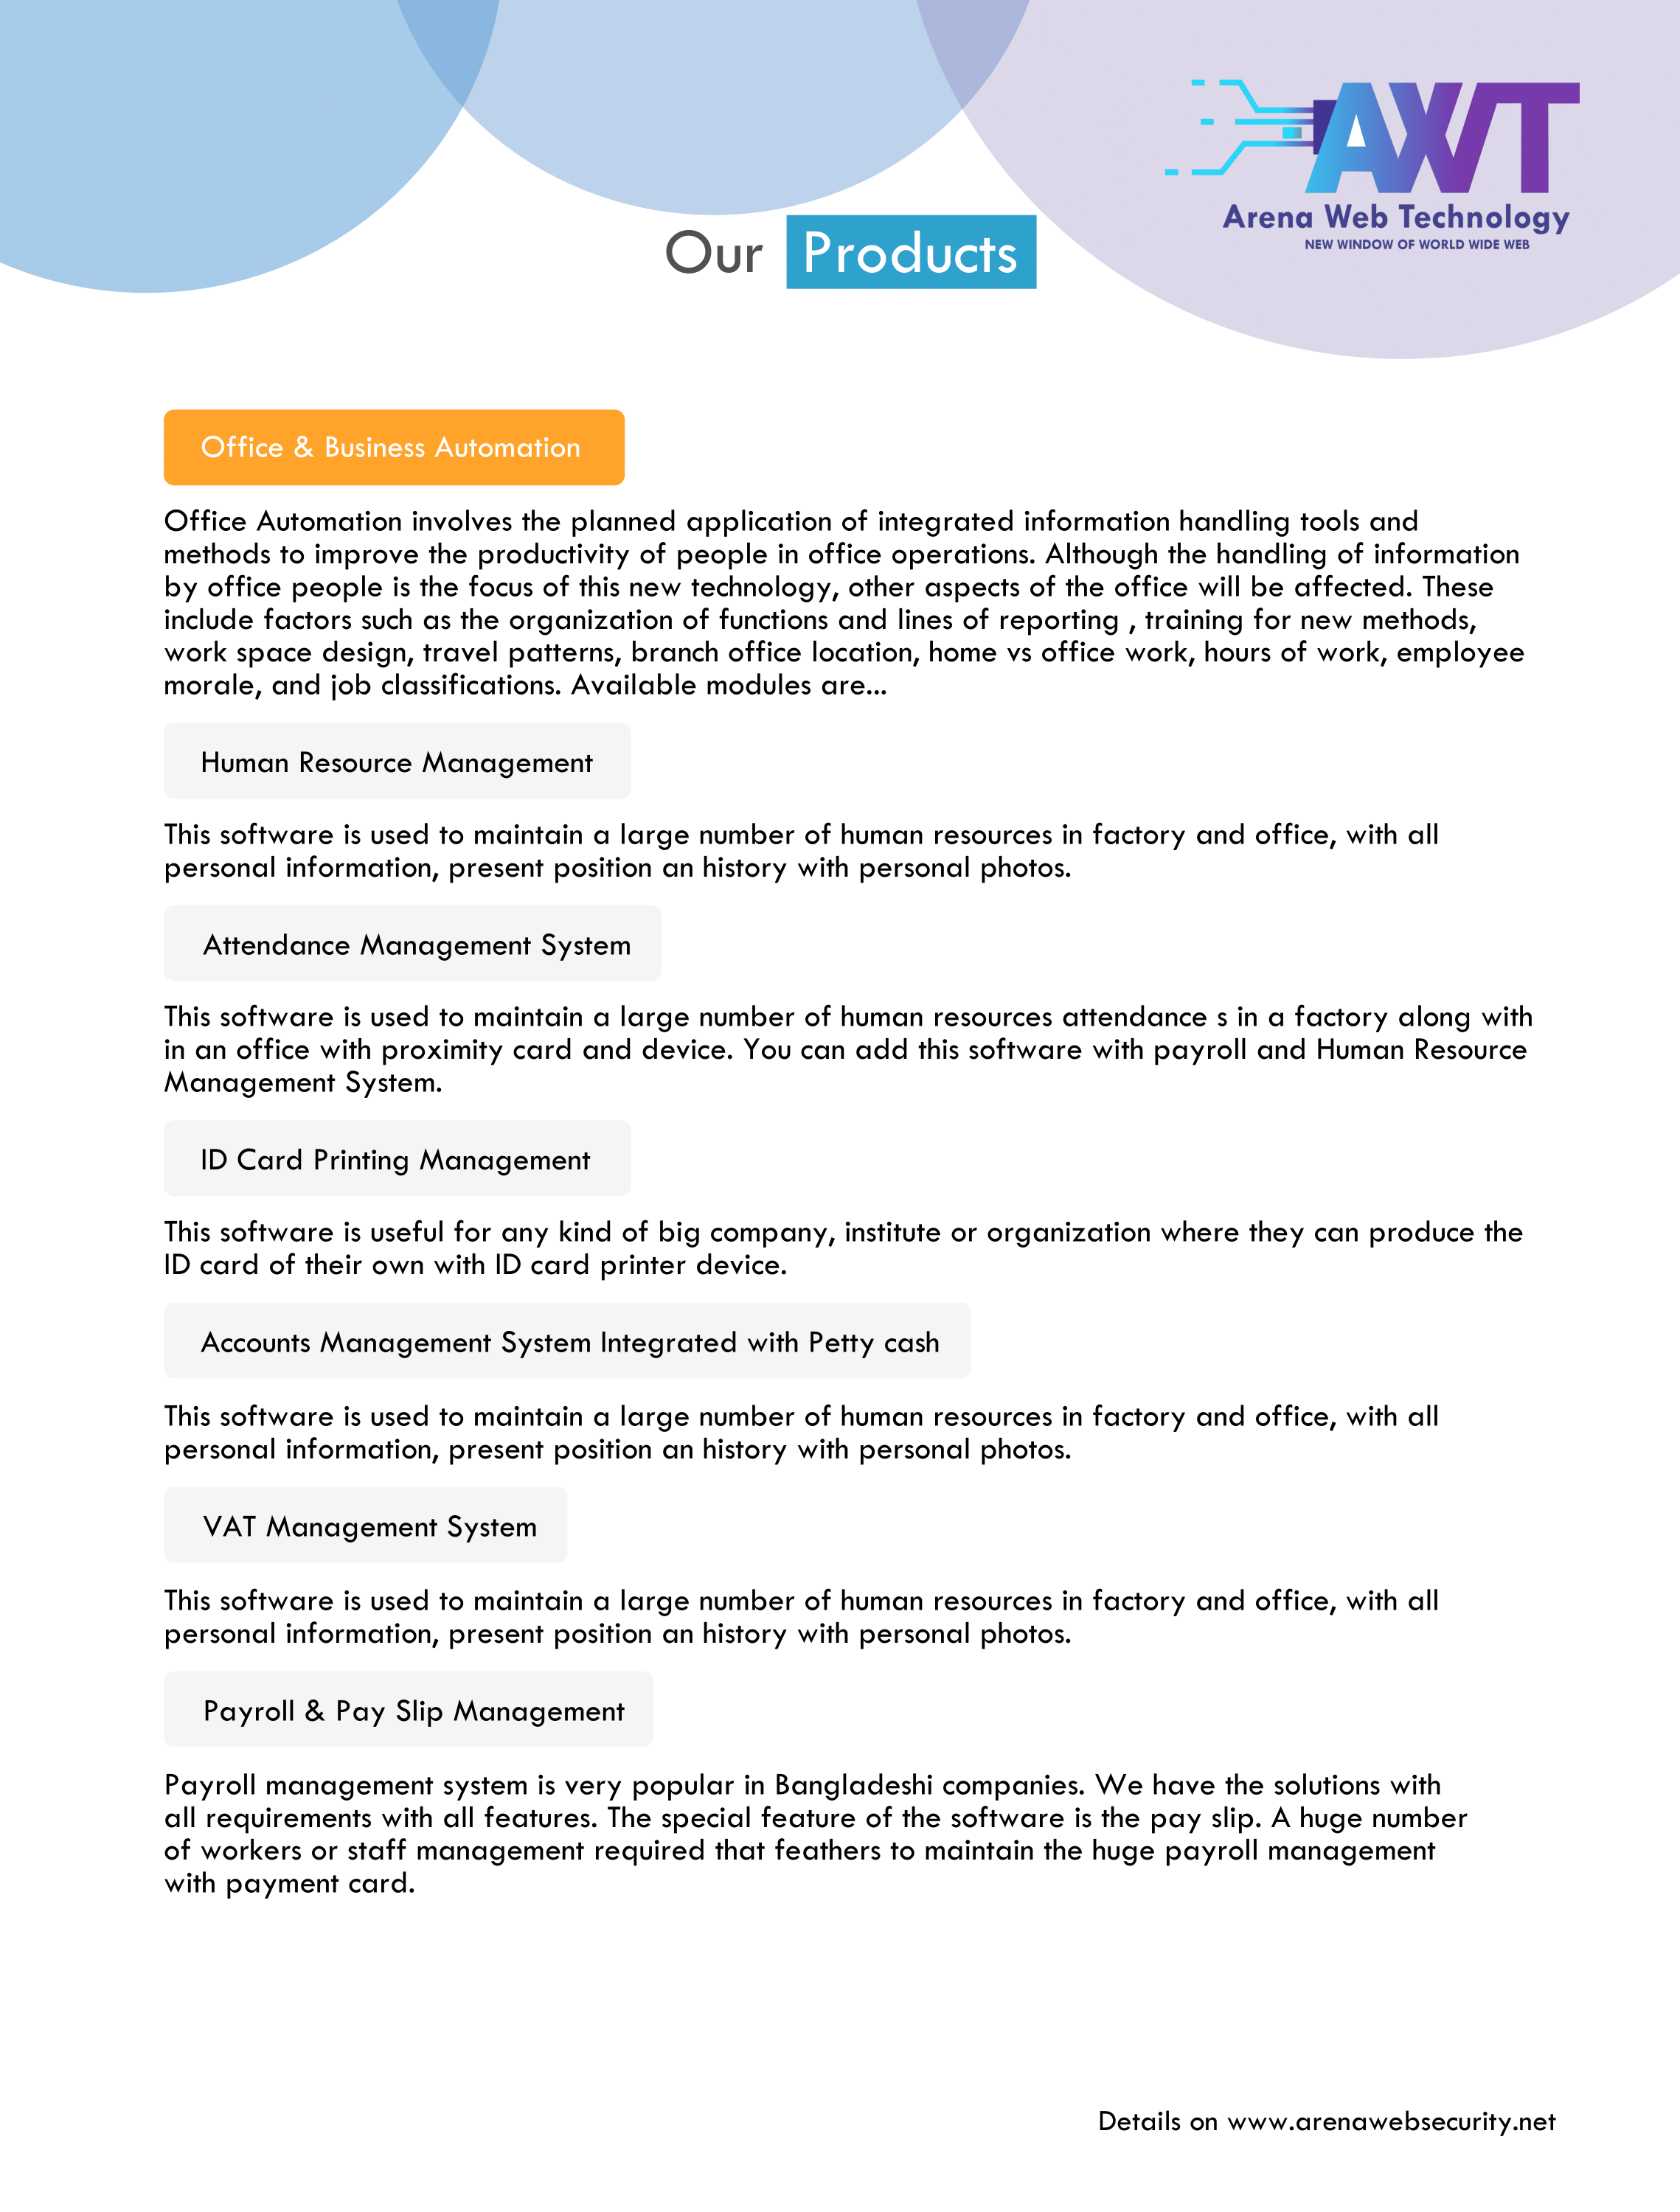 AWT
Arena Web Technology
NEW WINDOW OF WORLD WIDE WEB
Our Products
Office & Business Automation
Office Automation involves the planned application of integrated information handling tools and
methods to improve the productivity of people in office operations. Although the handling of information
by office people is the focus of this new technology, other aspects of the office will be affected. These
include factors such as the organization of functions and lines of reporting , training for new methods,
work space design, travel patterns, branch office location, home vs office work, hours of work, employee
morale, and job classifications. Available modules are...
Human Resource Management
This software is used to maintain a large number of human resources in factory and office, with all
personal information, present position an history with personal photos.
Attendance Management System
This software is used to maintain a large number of human resources attendance s in a factory along with
in an office with proximity card and device. You can add this software with payroll and Human Resource
Management System.
ID Card Printing Management
This software is useful for any kind of big company, institute or organization where they can produce the
ID card of their own with ID card printer device.
Accounts Management System Integrated with Petty cash
This software is used to maintain a large number of human resources in factory and office, with all
personal information, present position an history with personal photos.
VAT Management System
This software is used to maintain a large number of human resources in factory and office, with all
personal information, present position an history with personal photos.
Payroll & Pay Slip Management
Payroll management system is very popular in Bangladeshi companies. We have the solutions with
all requirements with all features. The special feature of the software is the pay slip. A huge number
of workers or staff management required that feathers to maintain the huge payroll management
with payment card.
Details on www.arenawebsecurity.net